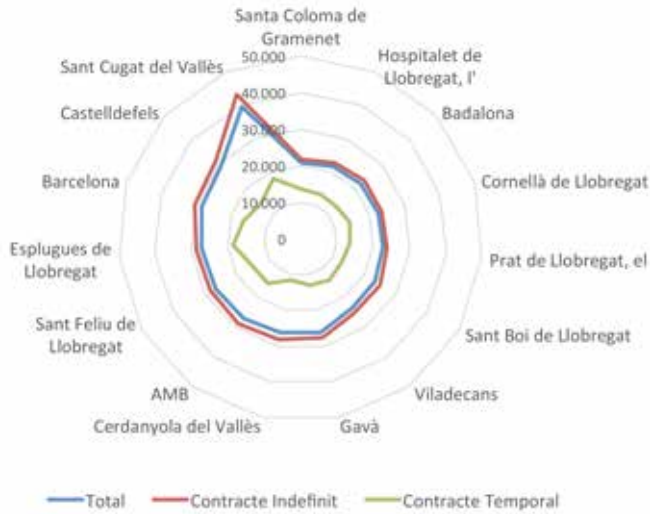 Santa Coloma de
Gramenet
Hospitalet de
Llobregat, l'
Badalona
Cornellà de Llobregat
Prat de Llobregat, el
Sant Boi de Llobregat
Viladecans
Gavà
Cerdanyola del Vallès
AMB
Sant Feliu de
Llobregat
Esplugues de
Llobregat
Barcelona
Castelldefels
Sant Cugat del Vallès
50.000
40.000
30.000
20.000
10.000
0
Total
Contracte Indefinit
Contracte Temporal